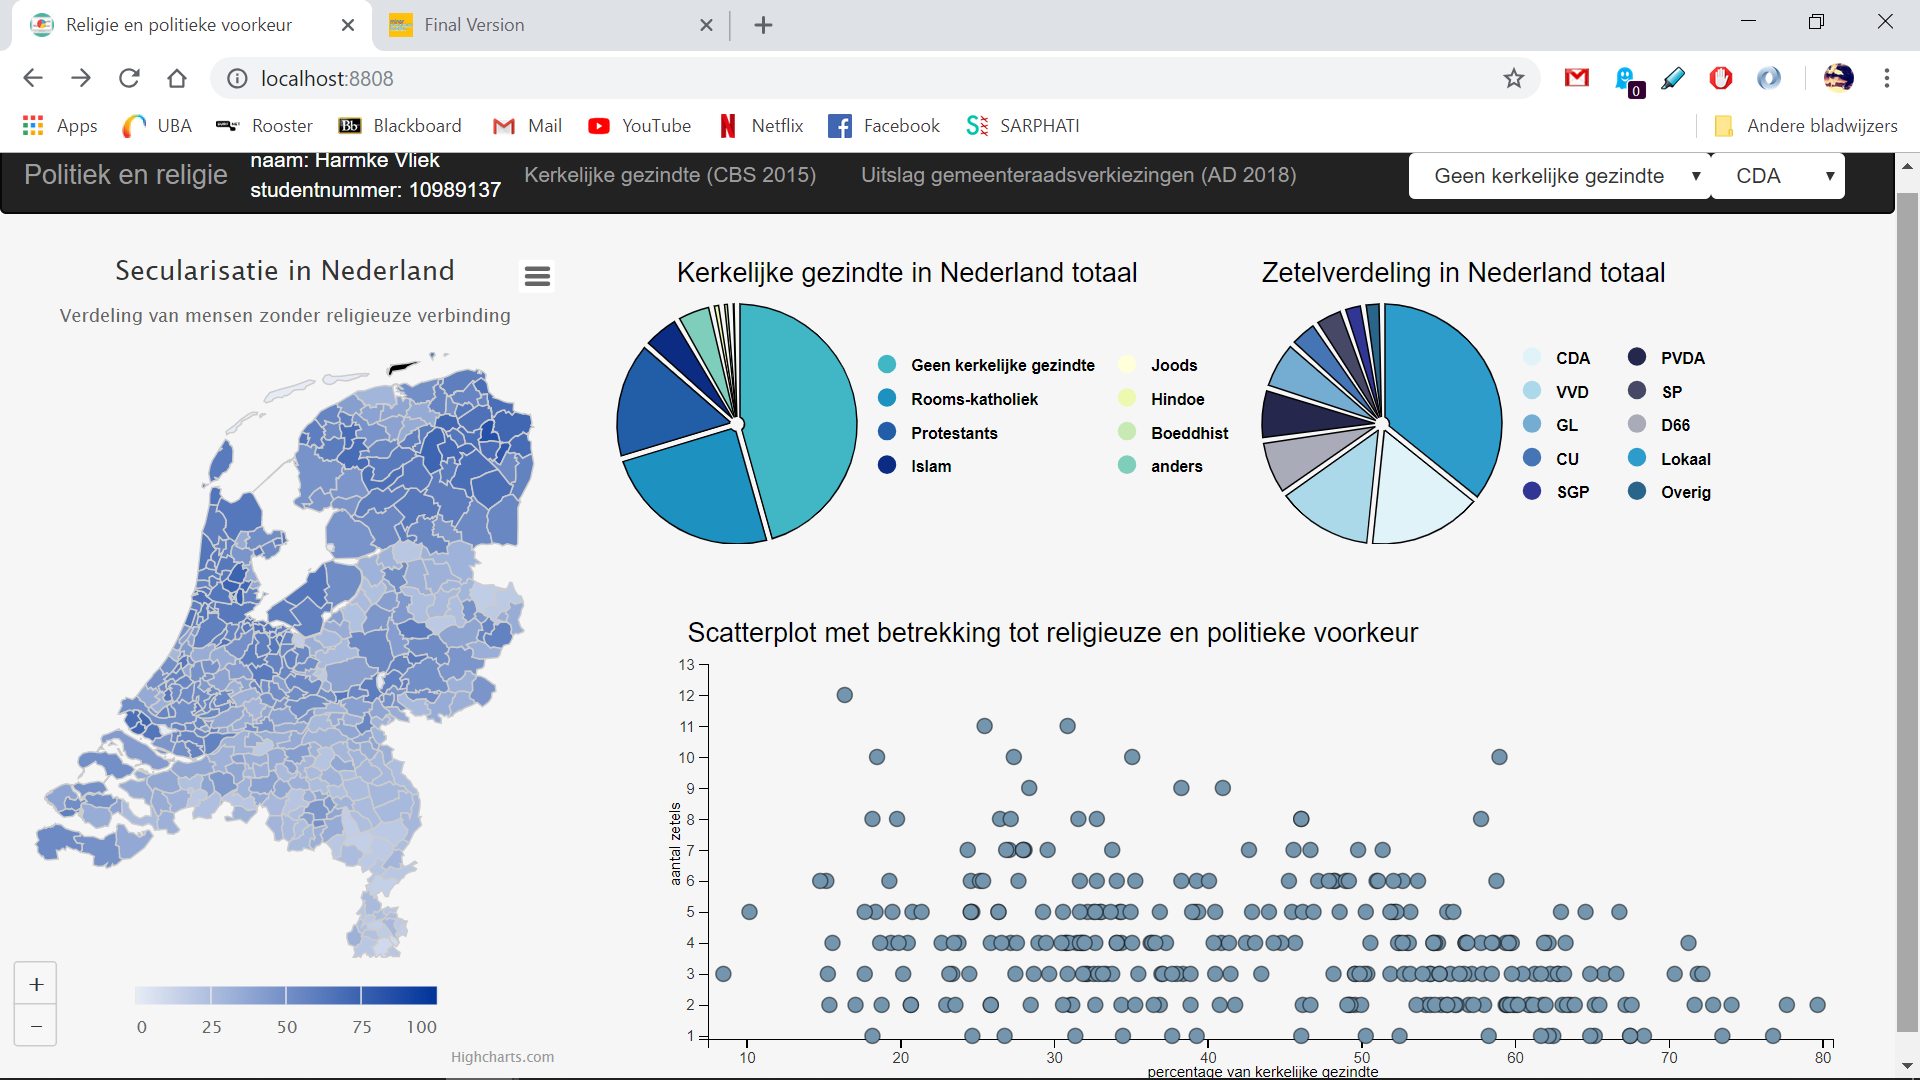 Religie en politieke voorkeur
Final Version
localhost:8808
0
Apps
UBA
Rooster
Bb
Blackboard
Mail
YouTube
Netflix
Facebook
SARPHATI
Andere bladwijzers
Politiek en religie
naam: Harmke Vliek
studentnummer: 10989137
Kerkelijke gezindte (CBS 2015)
Uitslag gemeenteraadsverkiezingen (AD 2018)
Geen kerkelijke gezindte
CDA
Secularisatie in Nederland
Verdeling van mensen zonder religieuze verbinding
+
−
0 25 50 75 100
Highcharts.com
Kerkelijke gezindte in Nederland totaal
Geen kerkelijke gezindte
Rooms-katholiek
Protestants
Islam
Joods
Hindoe
Boeddhist
anders
Zetelverdeling in Nederland totaal
CDA
VVD
GL
CU
SGP
PVDA
SP
D66
Lokaal
Overig
Scatterplot met betrekking tot religieuze en politieke voorkeur
13
12
11
10
9
8
7
6
5
4
3
2
1
aantal zetels
10 20 30 40 50 60 70 80
percentage van kerkelijke gezindte